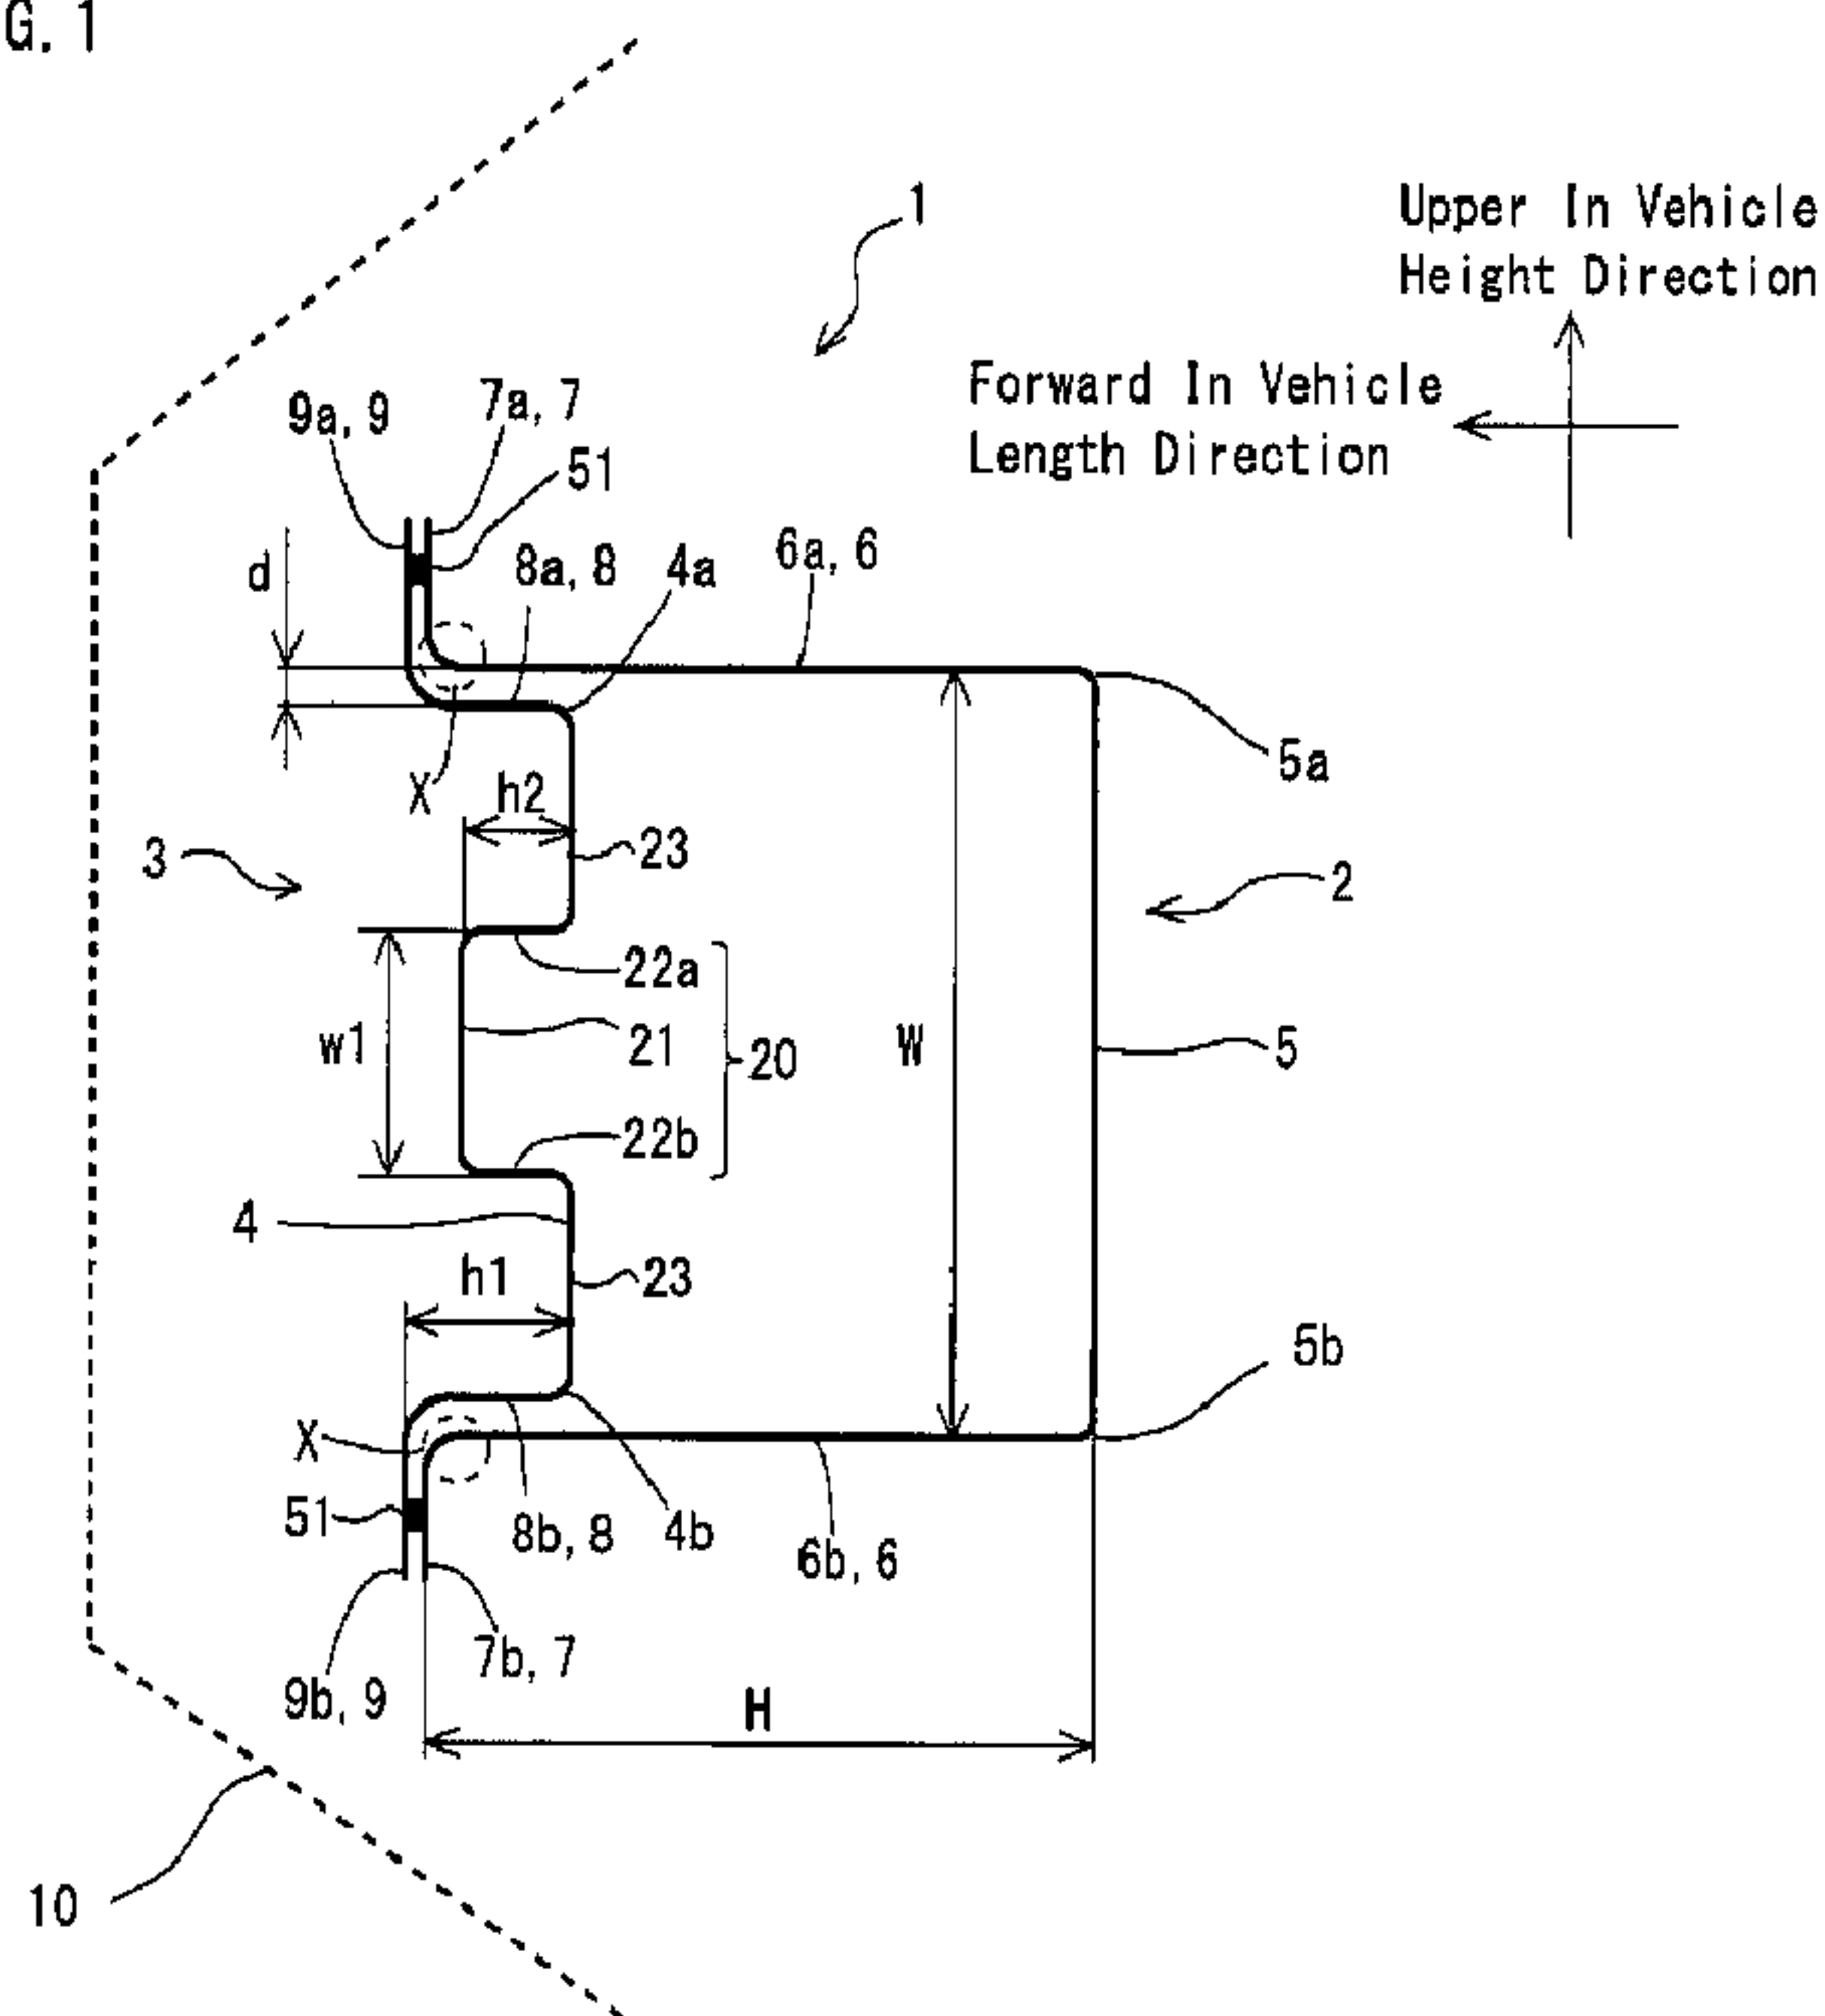 G. 1
1
Upper In Vehicle
Height Direction
Forward In Vehicle
Length Direction
9a, 9
7a, 7
51
d
8a, 8
4a
6a, 6
5a
X
h2
3
23
2
22a
w1
21
20
W
5
22b
4
h1
23
5b
X
51
8b, 8
4b
6b, 6
7b, 7
9b, 9
H
10